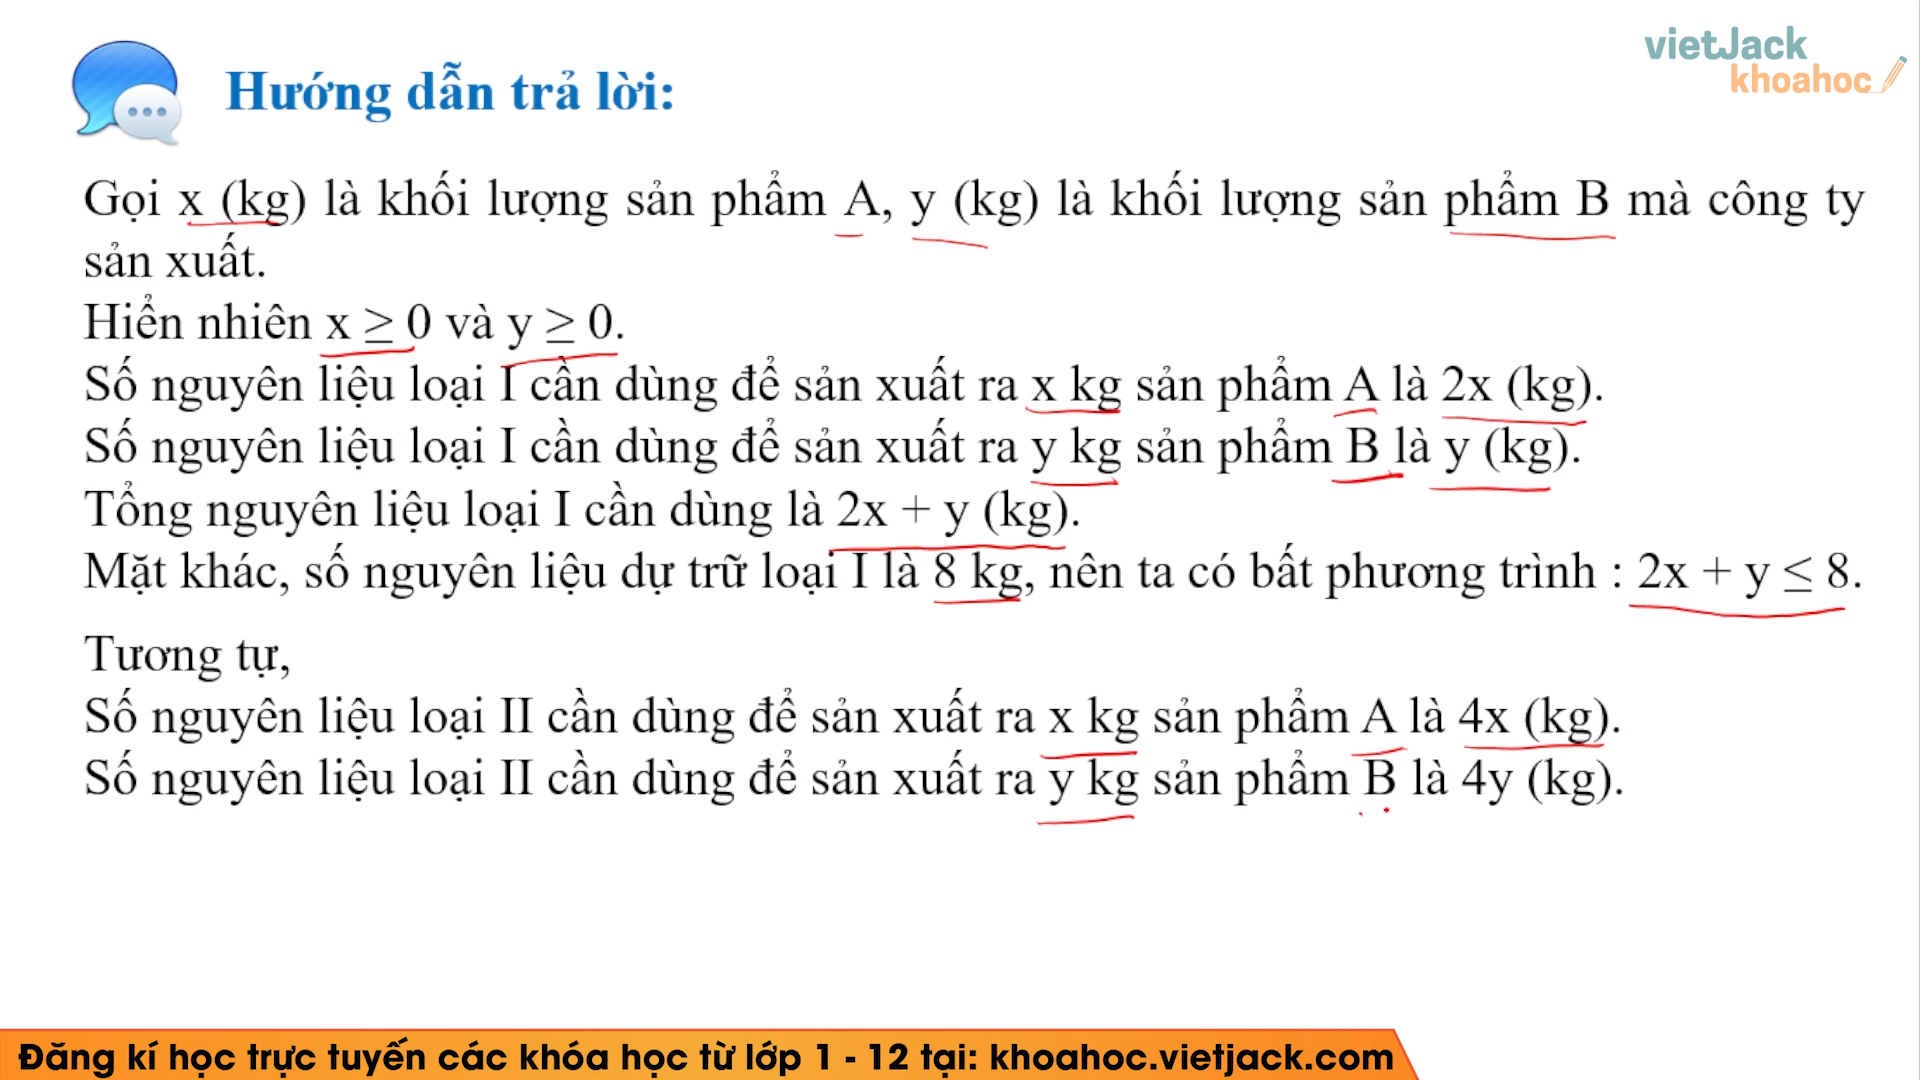 vietJack
khoahoc
Hướng dẫn trả lời:
Gọi x (kg) là khối lượng sản phẩm A, y (kg) là khối lượng sản phẩm B mà công ty
sản xuất.
Hiển nhiên x ≥ 0 và y ≥ 0.
Số nguyên liệu loại I cần dùng để sản xuất ra x kg sản phẩm A là 2x (kg).
Số nguyên liệu loại I cần dùng để sản xuất ra y kg sản phẩm B là y (kg).
Tổng nguyên liệu loại I cần dùng là 2x + y (kg).
Mặt khác, số nguyên liệu dự trữ loại I là 8 kg, nên ta có bất phương trình : 2x + y ≤ 8.
Tương tự,
Số nguyên liệu loại II cần dùng để sản xuất ra x kg sản phẩm A là 4x (kg).
Số nguyên liệu loại II cần dùng để sản xuất ra y kg sản phẩm B là 4y (kg).
Đăng kí học trực tuyến các khóa học từ lớp 1 - 12 tại: khoahoc.vietjack.com